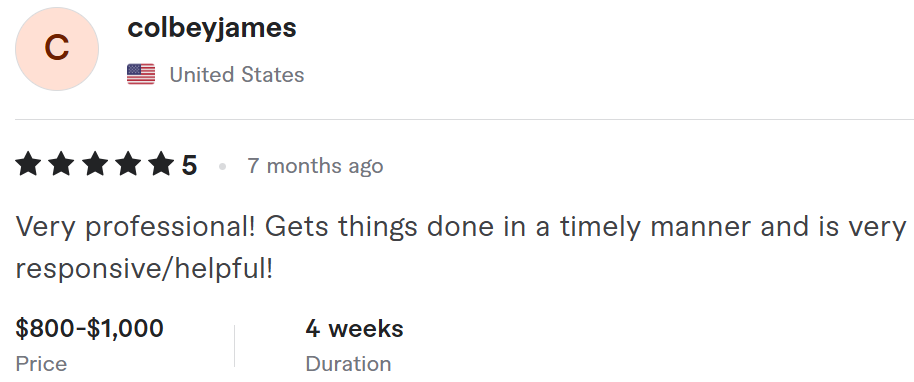 C
colbeyjames
United States
5 • 7 months ago
Very professional! Gets things done in a timely manner and is very
responsive/helpful!
$800-$1,000
4 weeks
Price
Duration